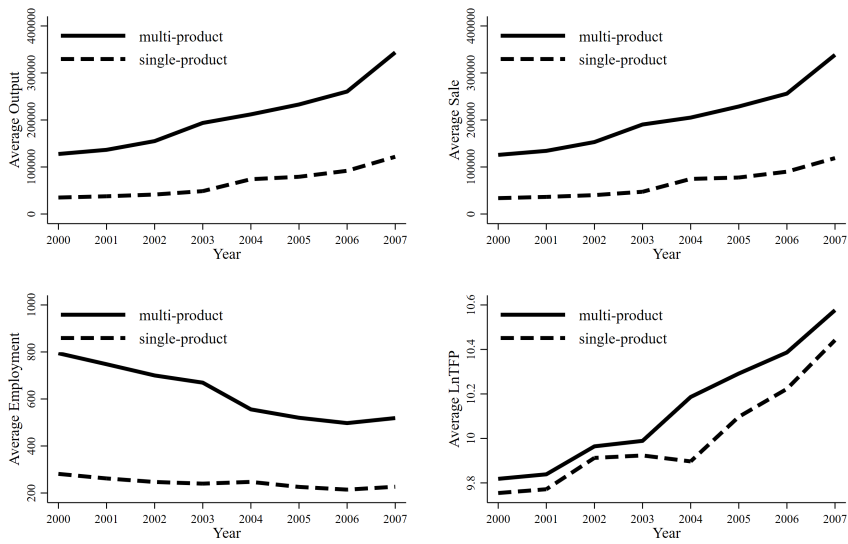 400000
300000
200000
100000
0
Average Output
multi-product
single-product
2000 2001 2002 2003 2004 2005 2006 2007
Year
400000
300000
200000
100000
0
Average Sale
multi-product
single-product
2000 2001 2002 2003 2004 2005 2006 2007
Year
1000
800
600
400
200
Average Employment
multi-product
single-product
2000 2001 2002 2003 2004 2005 2006 2007
Year
10.6
10.4
10.2
10
9.8
Average LnTFP
multi-product
single-product
2000 2001 2002 2003 2004 2005 2006 2007
Year